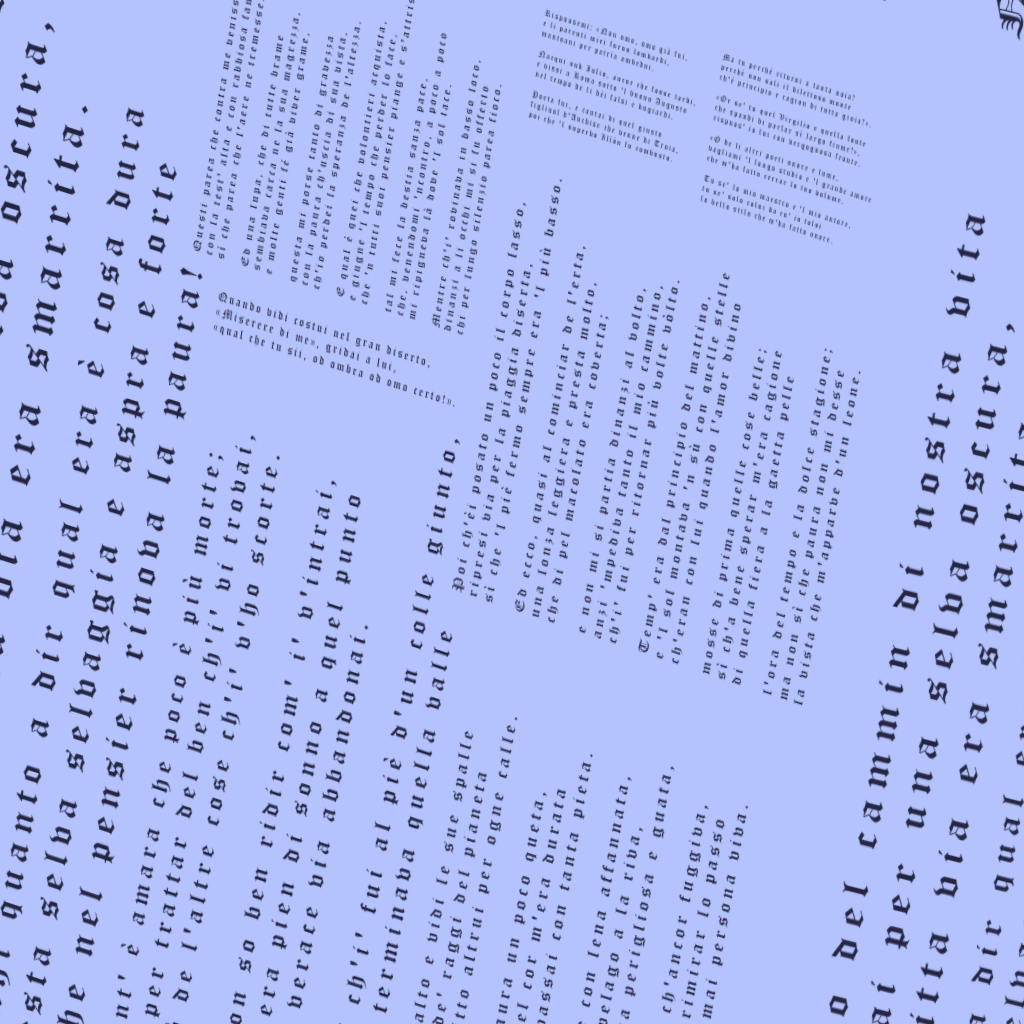 oscura,
era smarrita.
quanto a dir qual era è cosa dura
selva selvaggia e aspra e forte
nel pensier rinova la paura!
è amara che poco è più morte;
per trattar del ben ch'i' vi trovai,
de l'altre cose ch'i' v'ho scorte.
so ben ridir com' i' v'intrai,
era pien di sonno a quel punto
verace via abbandonai.
ch'i' fui al piè d'un colle giunto,
terminava quella valle
alto e vidi le sue spalle
de' raggi del pianeta
altrui per ogne calle.
un poco queta,
cor m'era durata
passai con tanta pieta.
con lena affannata,
a la riva,
perigliosa e guata,
ch'ancor fuggiva,
rimirar lo passo
mai persona viva.
Poi ch'èi posato un poco il corpo lasso,
ripresi via per la piaggia diserta,
sì che 'l piè fermo sempre era 'l più basso.
Ed ecco, quasi al cominciar de l'erta,
una lonza leggiera e presta molto,
che di pel macolato era coverta;
e non mi si partia dinanzi al volto,
anzi 'mpediva tanto il mio cammino,
ch'i' fui per ritornar più volte vòlto.
Temp' era dal principio del mattino,
e 'l sol montava 'n sù con quelle stelle
ch'eran con lui quando l'amor divino
mosse di prima quelle cose belle;
sì ch'a bene sperar m'era cagione
di quella fiera a la gaetta pelle
l'ora del tempo e la dolce stagione;
ma non sì che paura non mi desse
la vista che m'apparve d'un leone.
Questi parea che contra me
con la test' alta e con rabbiosa
sì che parea che l'aere ne tremesse.
Ed una lupa, che di tutte brame
sembiava carca ne la sua magrezza,
e molte genti fé già viver grame,
questa mi porse tanto di gravezza
con la paura ch'uscia di sua vista,
ch'io perdei la speranza de l'altezza.
E qual è quei che volontieri acquista,
e giugne 'l tempo che perder lo face,
che 'n tutti suoi pensier piange e s'attrista;
tal mi fece la bestia sanza pace,
che, venendomi 'ncontro, a poco a poco
mi ripigneva là dove 'l sol tace.
Mentre ch'i' rovinava in basso loco,
dinanzi a li occhi mi si fu offerto
chi per lungo silenzio parea fioco.
Quando vidi costui nel gran diserto,
«Miserere di me», gridai a lui,
«qual che tu sii, od ombra od omo certo!».
Rispuosemi: «Non omo, omo già fui,
e li parenti miei furon lombardi,
mantoani per patrïa ambedui.
Nacqui sub Iulio, ancor che fosse tardi,
e vissi a Roma sotto 'l buono Augusto
nel tempo de li dèi falsi e bugiardi.
Poeta fui, e cantai di quel giusto
figliuol d'Anchise che venne di Troia,
poi che 'l superbo Ilïón fu combusto.
Ma tu perché ritorni a tanta noia?
perché non sali il dilettoso monte
ch'è principio e cagion di tutta gioia?».
«Or se' tu quel Virgilio e quella fonte
che spandi di parlar sì largo fiume?»,
rispuos' io lui con vergognosa fronte.
«O de li altri poeti onore e lume,
vagliami 'l lungo studio e 'l grande amore
che m'ha fatto cercar lo tuo volume.
Tu se' lo mio maestro e 'l mio autore,
tu se' solo colui da cu' io tolsi
lo bello stilo che m'ha fatto onore.
del cammin di nostra vita
per una selva oscura,
via era smarrita
dir qual